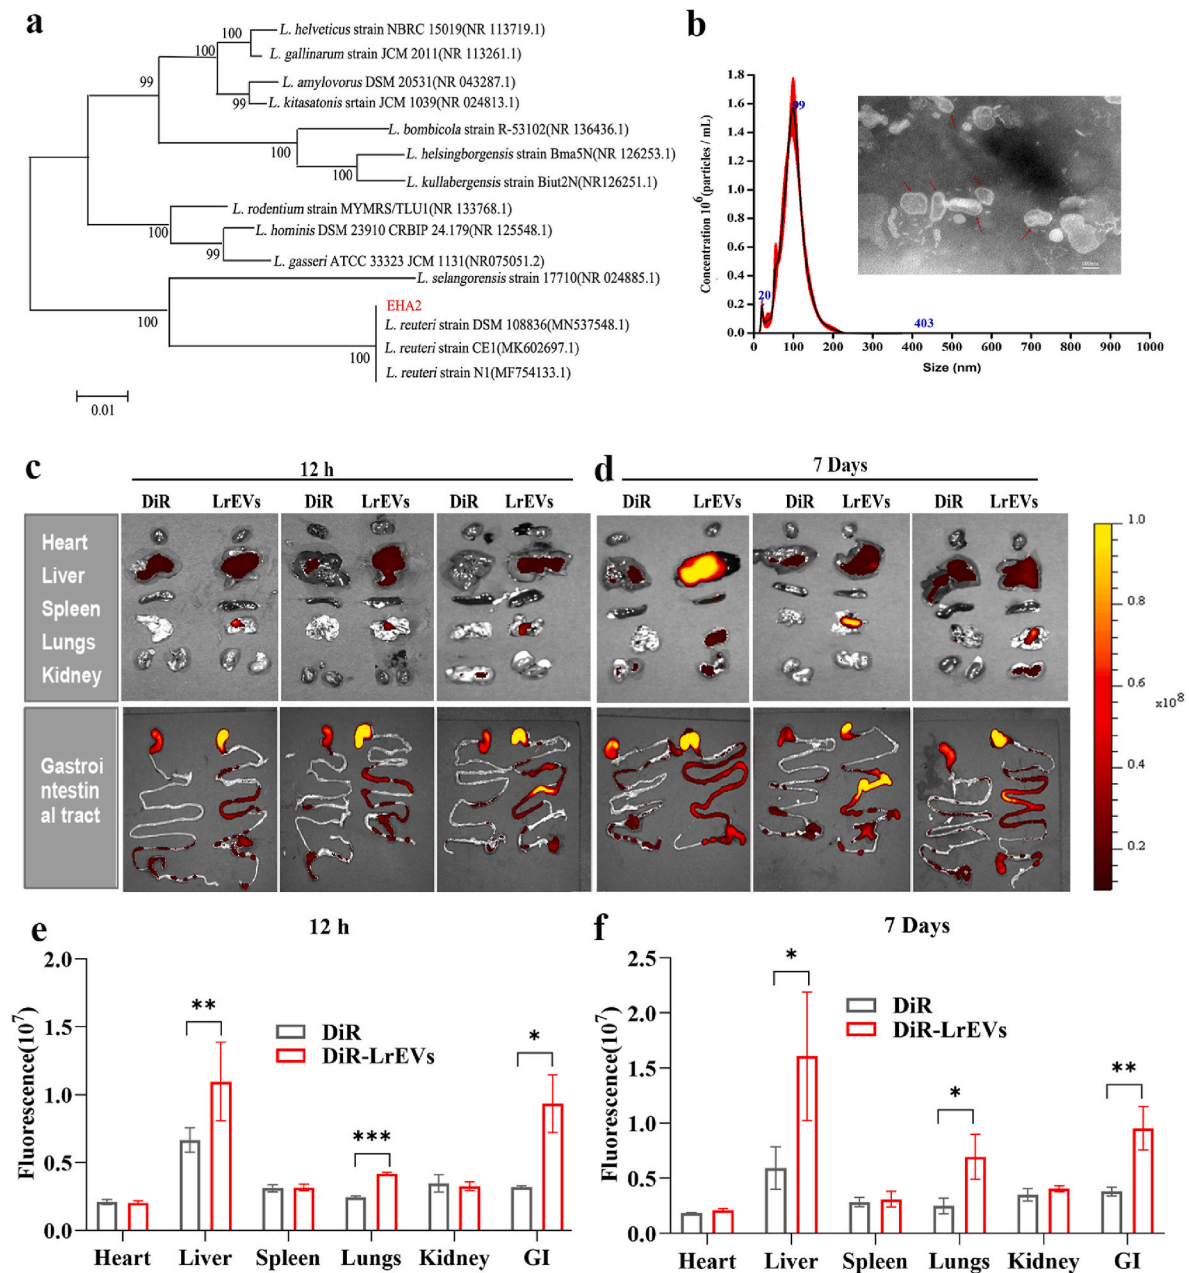 a
100
L. helveticus strain NBRC 15019(NR 113719.1)
100
L. gallinarum strain JCM 2011(NR 113261.1)
99
L. amylovorus DSM 20531(NR 043287.1)
99
L. kitasatonis srtain JCM 1039(NR 024813.1)
L. bombicola strain R-53102(NR 136436.1)
100
L. helsingborgensis strain Bma5N(NR 126253.1)
100
L. kullabergensis strain Biut2N(NR126251.1)
L. rodentium strain MYMRS/TLU1(NR 133768.1)
100
L. hominis DSM 23910 CRBIP 24.179(NR 125548.1)
99
L. gasseri ATCC 33323 JCM 1131(NR075051.2)
L. selangorensis strain 17710(NR 024885.1)
100
EHA2
L. reuteri strain DSM 108836(MN537548.1)
L. reuteri strain CE1(MK602697.1)
100
L. reuteri strain N1(MF754133.1)
0.01
b
Concentration 10^6(particles / mL)
1.8
1.6
1.4
1.2
1.0
0.8
0.6
0.4
0.2
0.0
20
99
403
0 100 200 300 400 500 600 700 800 900 1000
Size (nm)
c
12 h
DiR LrEVs DiR LrEVs DiR LrEVs
d
7 Days
DiR LrEVs DiR LrEVs DiR LrEVs
Heart
Liver
Spleen
Lungs
Kidney
Gastroi
ntestin
al tract
1.0
0.8
0.6
x10^8
0.4
0.2
e
12 h
Fluorescence(10^7)
2.0
1.5
1.0
0.5
0.0
**
***
*
DiR
DiR-LrEVs
Heart Liver Spleen Lungs Kidney GI
f
7 Days
Fluorescence(10^7)
2.5
2.0
1.5
1.0
0.5
0.0
*
*
**
DiR
DiR-LrEVs
Heart Liver Spleen Lungs Kidney GI